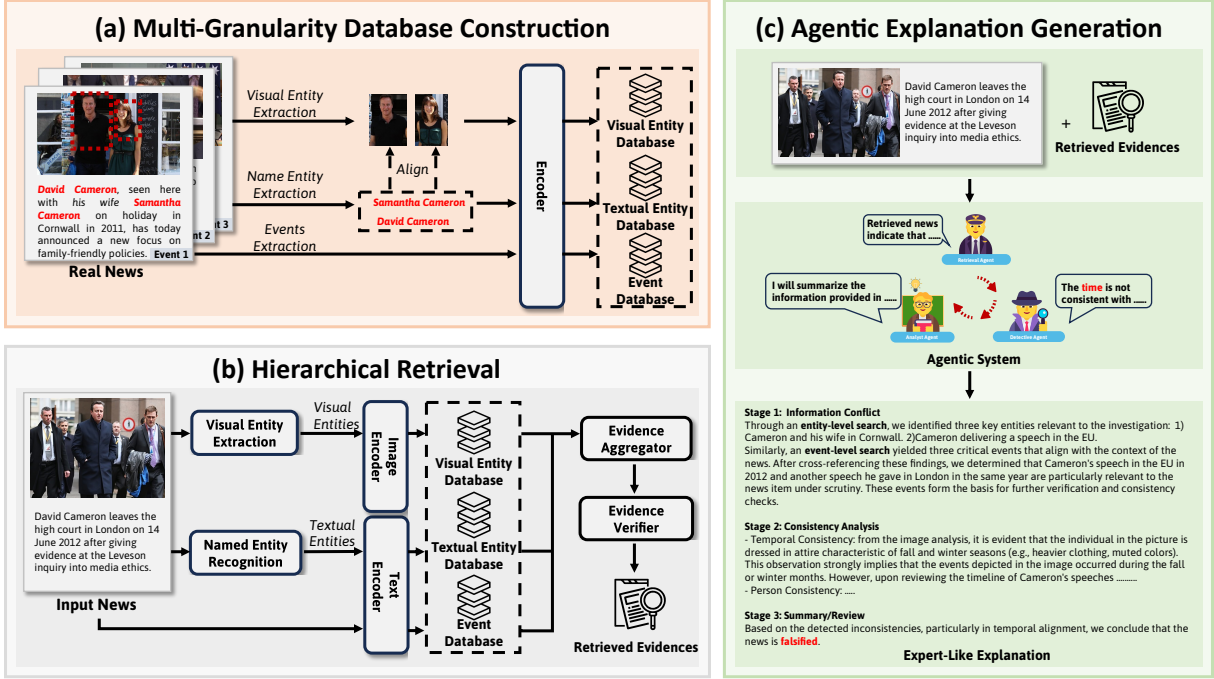 (a) Multi-Granularity Database Construction
Visual Entity
Extraction
Name Entity
Extraction
Align
Events
Extraction
David Cameron, seen here
with his wife Samantha
Cameron on holiday in
Cornwall in 2011, has today
announced a new focus on
family-friendly policies.
Event 1
nt 2
t 3
Real News
Samantha Cameron
David Cameron
Encoder
Visual Entity
Database
Textual Entity
Database
Event
Database
(b) Hierarchical Retrieval
David Cameron leaves the
high court in London on 14
June 2012 after giving
evidence at the Leveson
inquiry into media ethics.
Input News
Visual Entity
Extraction
Named Entity
Recognition
Visual
Entities
Textual
Entities
Image
Encoder
Text
Encoder
Visual Entity
Database
Textual Entity
Database
Event
Database
Evidence
Aggregator
Evidence
Verifier
Retrieved Evidences
(c) Agentic Explanation Generation
David Cameron leaves the
high court in London on 14
June 2012 after giving
evidence at the Leveson
inquiry into media ethics.
+
Retrieved Evidences
Retrieved news
indicate that ......
Retrieval Agent
I will summarize the
information provided in ......
The time is not
consistent with ......
Analyst Agent
Detective Agent
Agentic System
Stage 1: Information Conflict
Through an entity-level search, we identified three key entities relevant to the investigation: 1)
Cameron and his wife in Cornwall. 2)Cameron delivering a speech in the EU.
Similarly, an event-level search yielded three critical events that align with the context of the
news. After cross-referencing these findings, we determined that Cameron's speech in the EU in
2012 and another speech he gave in London in the same year are particularly relevant to the
news item under scrutiny. These events form the basis for further verification and consistency
checks.
Stage 2: Consistency Analysis
- Temporal Consistency: from the image analysis, it is evident that the individual in the picture is
dressed in attire characteristic of fall and winter seasons (e.g., heavier clothing, muted colors).
This observation strongly implies that the events depicted in the image occurred during the fall
or winter months. However, upon reviewing the timeline of Cameron's speeches ..........
- Person Consistency: .....
Stage 3: Summary/Review
Based on the detected inconsistencies, particularly in temporal alignment, we conclude that the
news is falsified.
Expert-Like Explanation